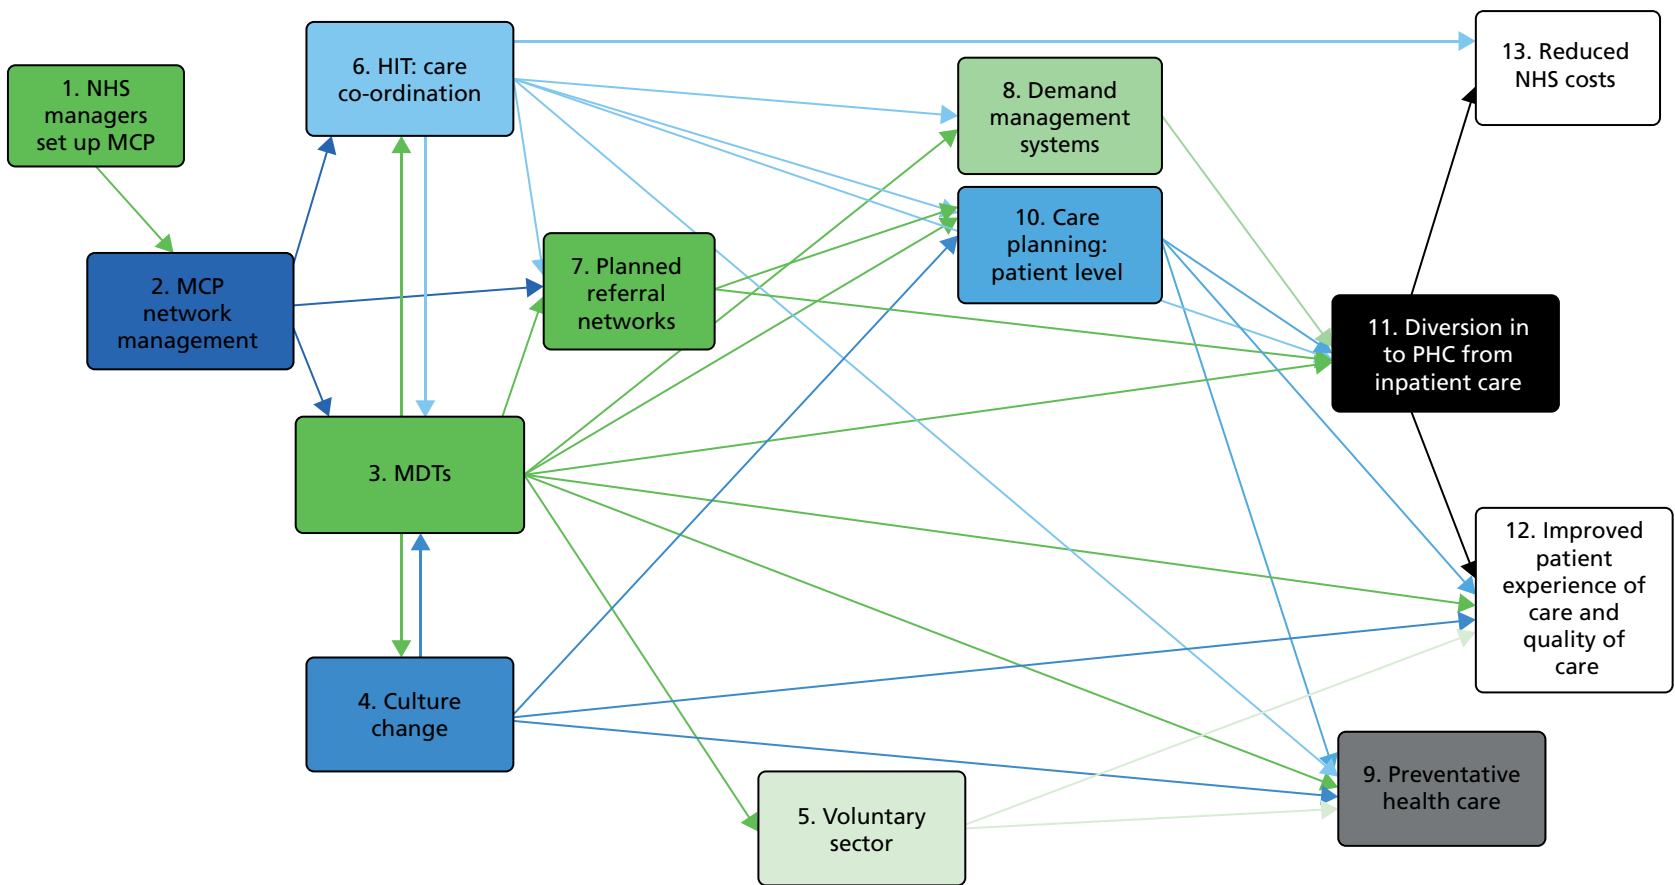 1. NHS
managers
set up MCP
2. MCP
network
management
6. HIT: care
co-ordination
3. MDTs
4. Culture
change
7. Planned
referral
networks
5. Voluntary
sector
8. Demand
management
systems
10. Care
planning:
patient level
11. Diversion in
to PHC from
inpatient care
13. Reduced
NHS costs
12. Improved
patient
experience of
care and
quality of
care
9. Preventative
health care